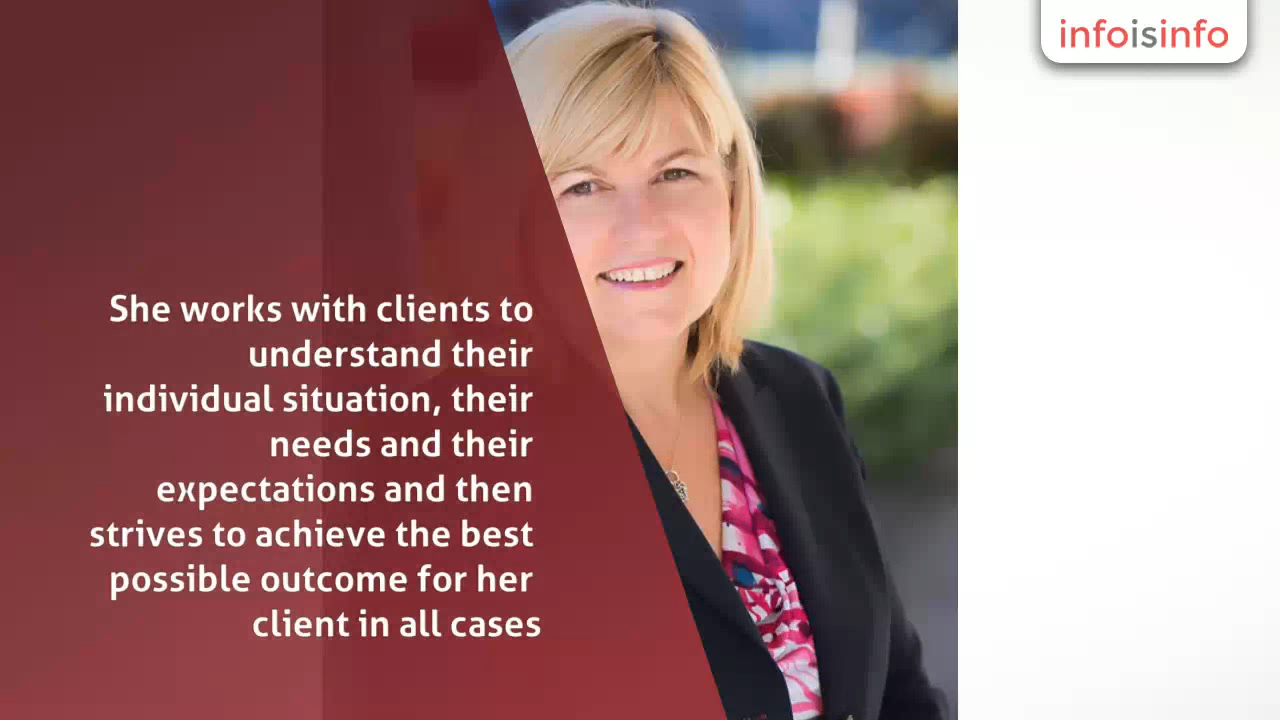 infoisinfo
She works with clients to
understand their
individual situation, their
needs and their
expectations and then
strives to achieve the best
possible outcome for her
client in all cases